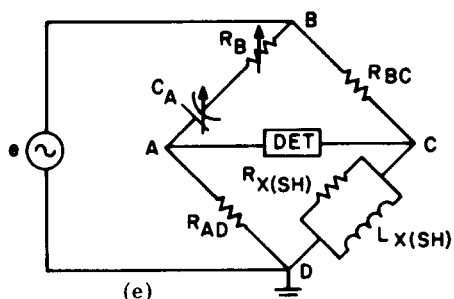 B
R_B
R_BC
C_A
A
DET
C
e
R_X(SH)
R_AD
L_X(SH)
D
(e)